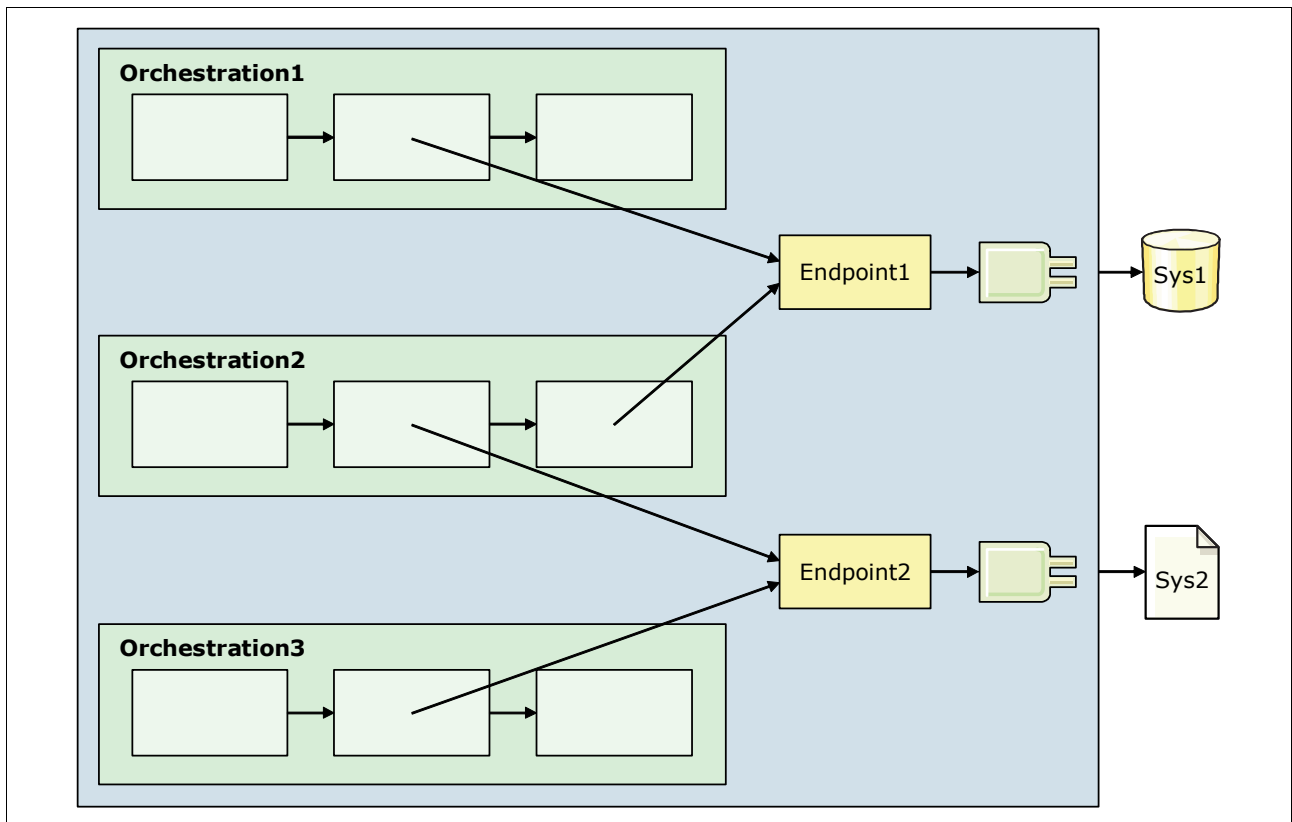 Orchestration1
Endpoint1
Sys1
Orchestration2
Endpoint2
Sys2
Orchestration3